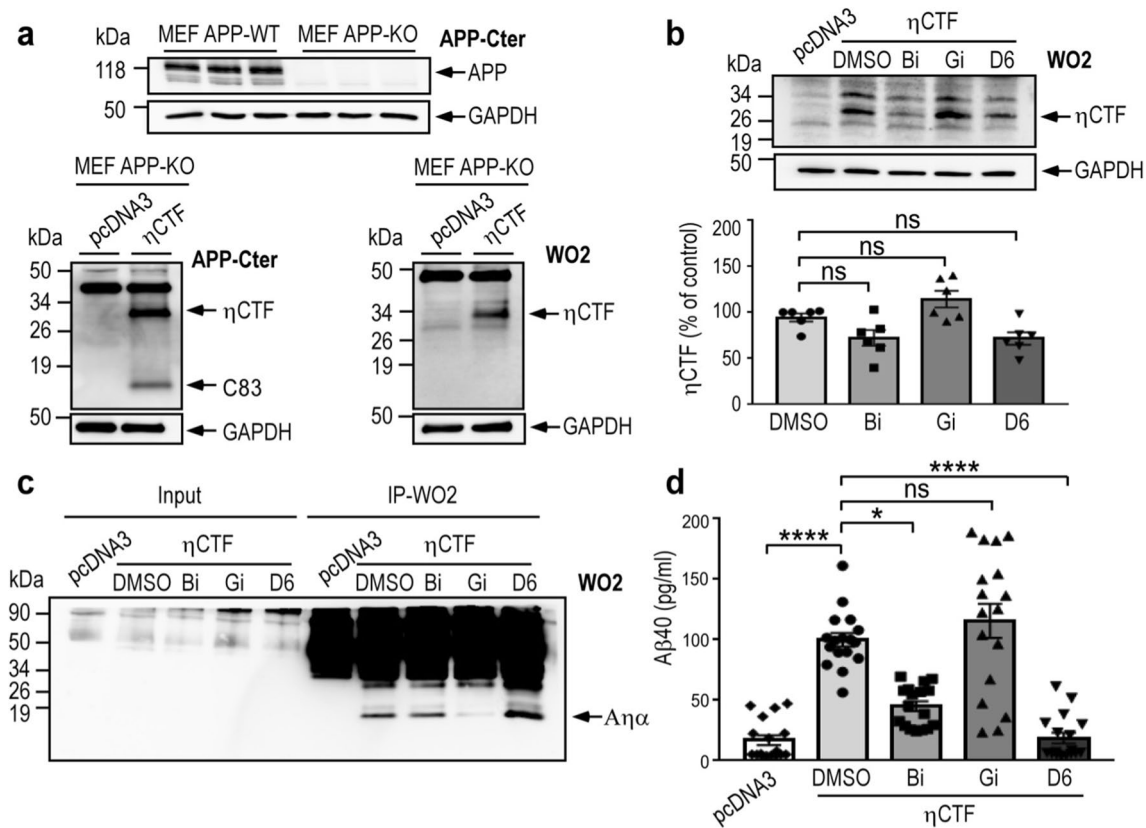 a
kDa
MEF APP-WT MEF APP-KO APP-Cter
118
APP
50
GAPDH
MEF APP-KO
pcDNA3 ηCTF
kDa
APP-Cter
50
34
26
19
ηCTF
C83
50
GAPDH
MEF APP-KO
pcDNA3 ηCTF
kDa
WO2
50
34
26
19
ηCTF
50
GAPDH
b
ηCTF
pcDNA3 DMSO Bi Gi D6 WO2
kDa
34
26
19
ηCTF
50
GAPDH
ηCTF (% of control)
200
150
100
50
0
ns
ns
ns
DMSO Bi Gi D6
c
Input IP-WO2
ηCTF ηCTF
pcDNA3 DMSO Bi Gi D6 pcDNA3 DMSO Bi Gi D6 WO2
kDa
90
50
34
26
19
Aηα
d
Aβ40 (pg/ml)
200
150
100
50
0
****
ns
*
****
pcDNA3 DMSO Bi Gi D6
ηCTF